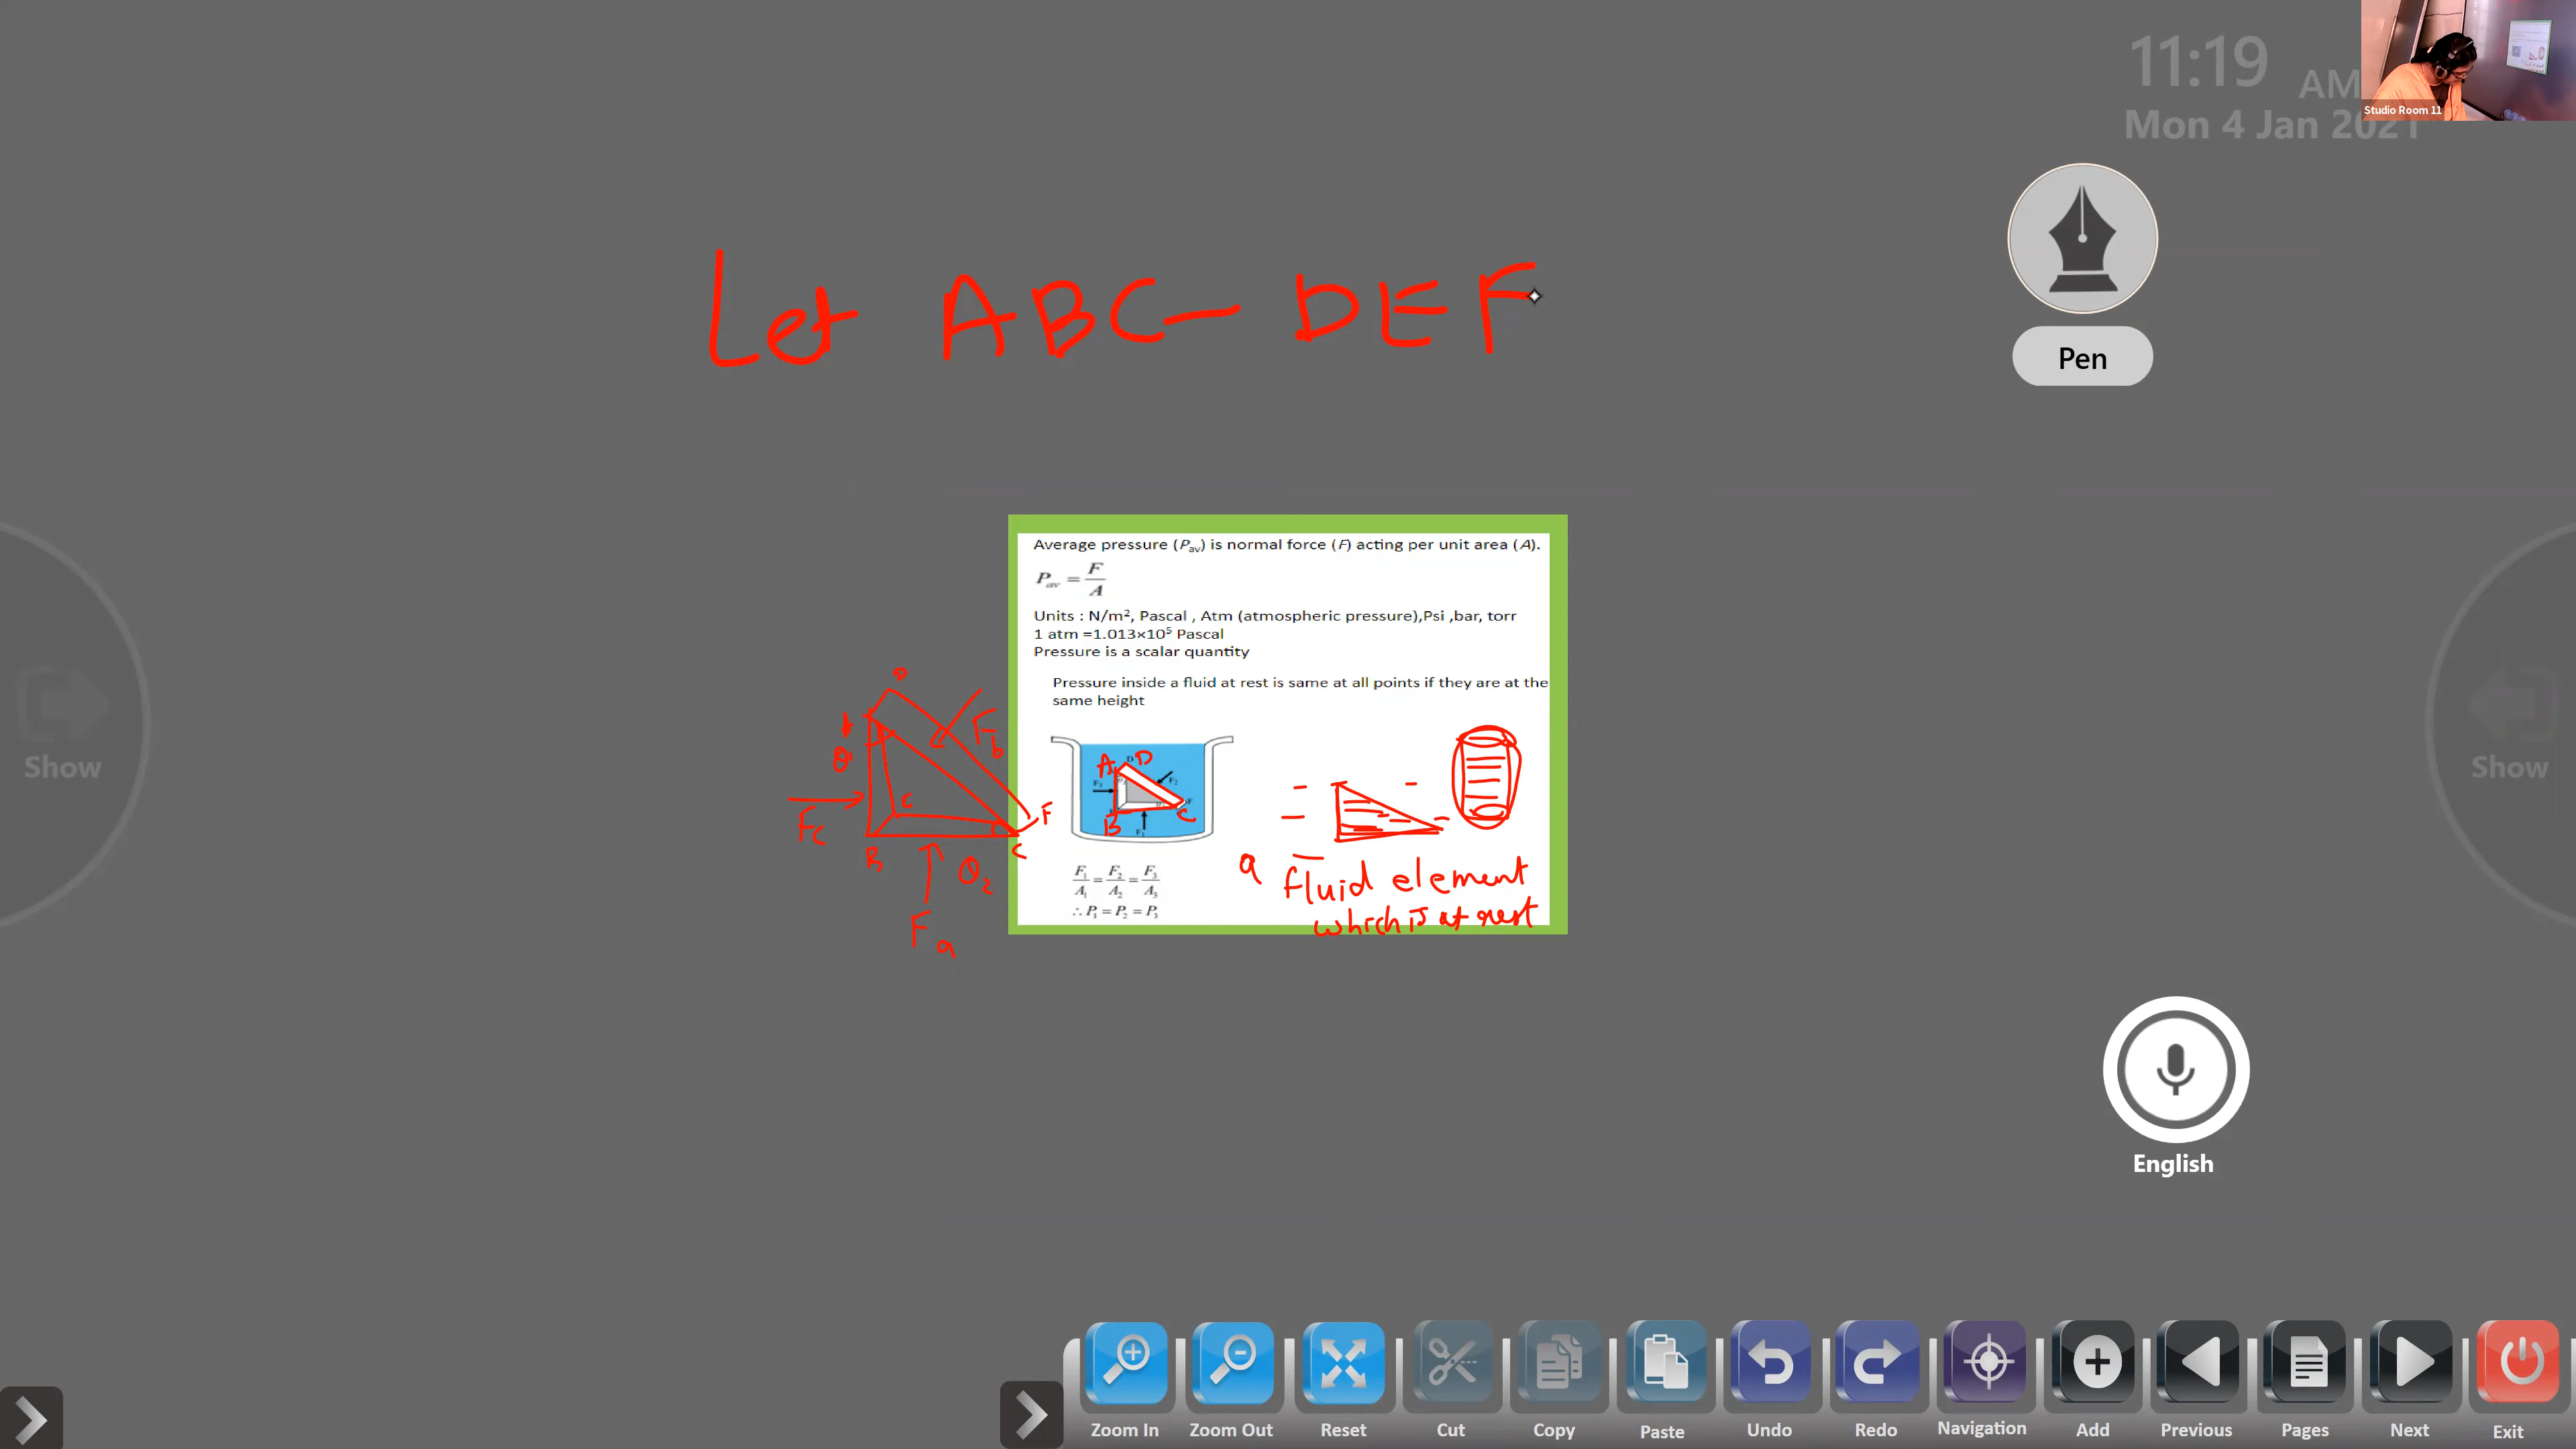 11:19 AM
Mon 4 Jan 2021
Studio Room 11
Let ABC- DEF
Pen
Average pressure (Pav) is normal force (F) acting per unit area (A).
Pav = F/A
Units : N/m², Pascal , Atm (atmospheric pressure),Psi ,bar, torr
1 atm =1.013×10⁵ Pascal
Pressure is a scalar quantity
Pressure inside a fluid at rest is same at all points if they are at the
same height
D
Fb
θ
C
F
Fc
B
C
θ2
Fa
A D
D
F3
F2
B
C
F1
F1/A1 = F2/A2 = F3/A3
∴ P1 = P2 = P3
a fluid element
which is at rest
Show
Show
English
Zoom In Zoom Out Reset Cut Copy Paste Undo Redo Navigation Add Previous Pages Next Exit